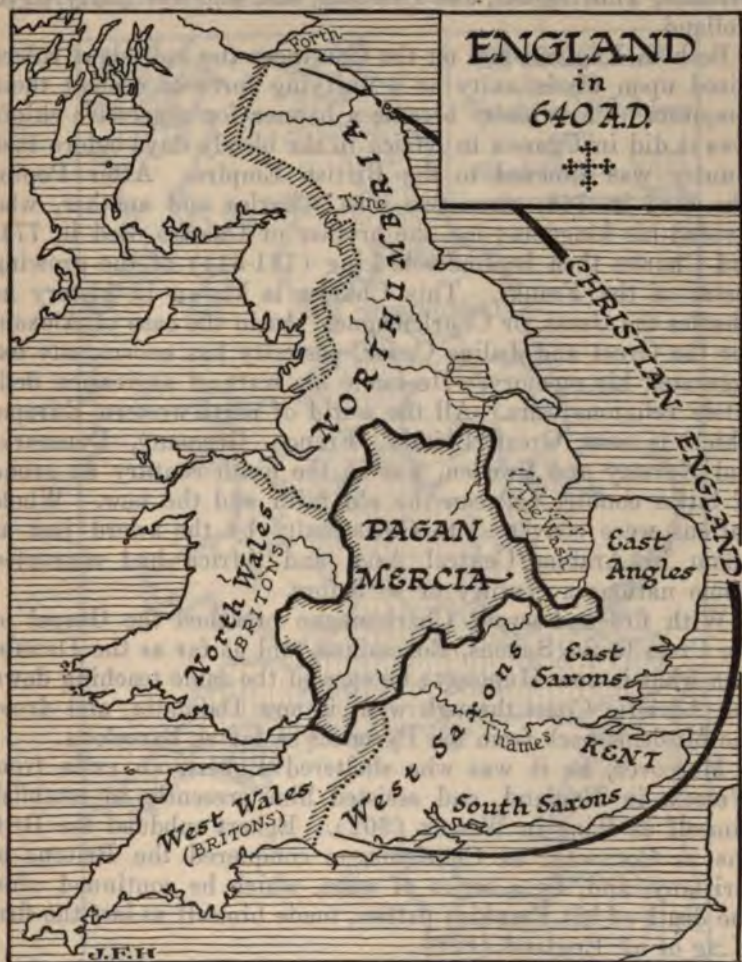 ENGLAND
in
640 A.D.
Forth
Tyne
NORTHUMBRIA
CHRISTIAN ENGLAND
The Wash
PAGAN
MERCIA
East
Angles
North Wales
(BRITONS)
East
Saxons
West Saxons
Thames
KENT
South Saxons
West Wales
(BRITONS)
J.F.H